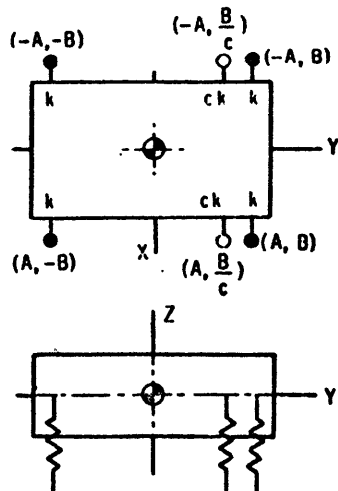 (-A,-B)
(-A, B/c)
(-A, B)
k
ck
k
Y
k
ck
k
(A,-B)
X
(A, B/c)
(A, B)
Z
Y